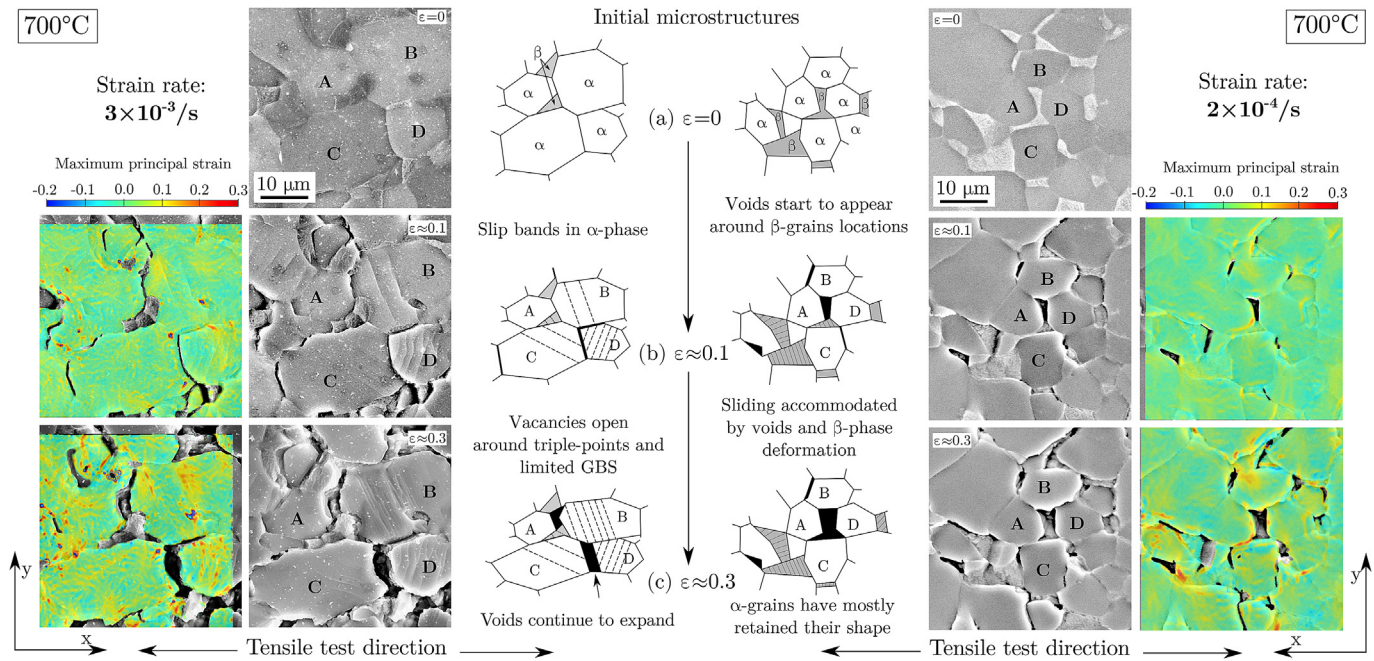 700°C
Strain rate:
3×10⁻³/s
Maximum principal strain
-0.2 -0.1 0.0 0.1 0.2 0.3
ε=0
A
B
C
D
10 μm
ε≈0.1
A
B
C
D
ε≈0.3
A
B
C
D
y
x
Tensile test direction
Initial microstructures
β
α
α
α
α
α
α
α
α
α
α
β
β
β
β
(a) ε=0
Slip bands in α-phase
Voids start to appear
around β-grains locations
A
B
C
D
A
B
C
D
(b) ε≈0.1
Vacancies open
around triple-points and
limited GBS
Sliding accommodated
by voids and β-phase
deformation
A
B
C
D
A
B
C
D
(c) ε≈0.3
Voids continue to expand
α-grains have mostly
retained their shape
700°C
Strain rate:
2×10⁻⁴/s
Maximum principal strain
-0.2 -0.1 0.0 0.1 0.2 0.3
ε=0
A
B
C
D
10 μm
ε≈0.1
A
B
C
D
ε≈0.3
A
B
C
D
y
x
Tensile test direction